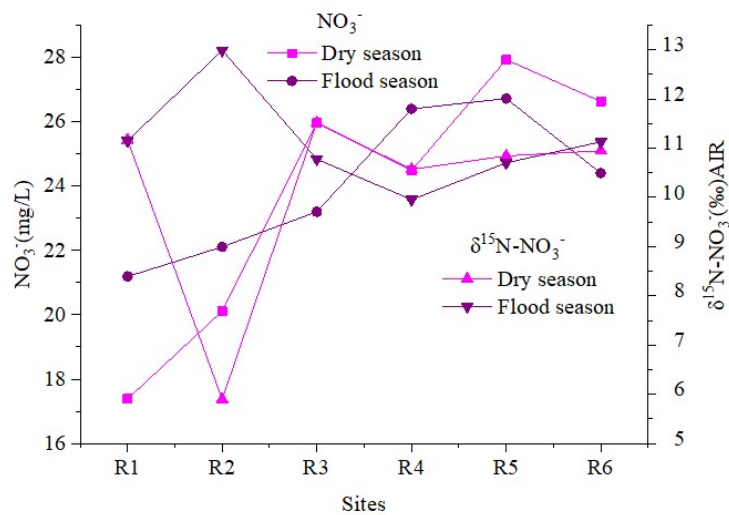 NO₃⁻
Dry season
Flood season
δ¹⁵N-NO₃⁻
Dry season
Flood season
NO₃⁻(mg/L)
28
26
24
22
20
18
16
δ¹⁵N-NO₃⁻(‰)AIR
13
12
11
10
9
8
7
6
5
R1 R2 R3 R4 R5 R6
Sites